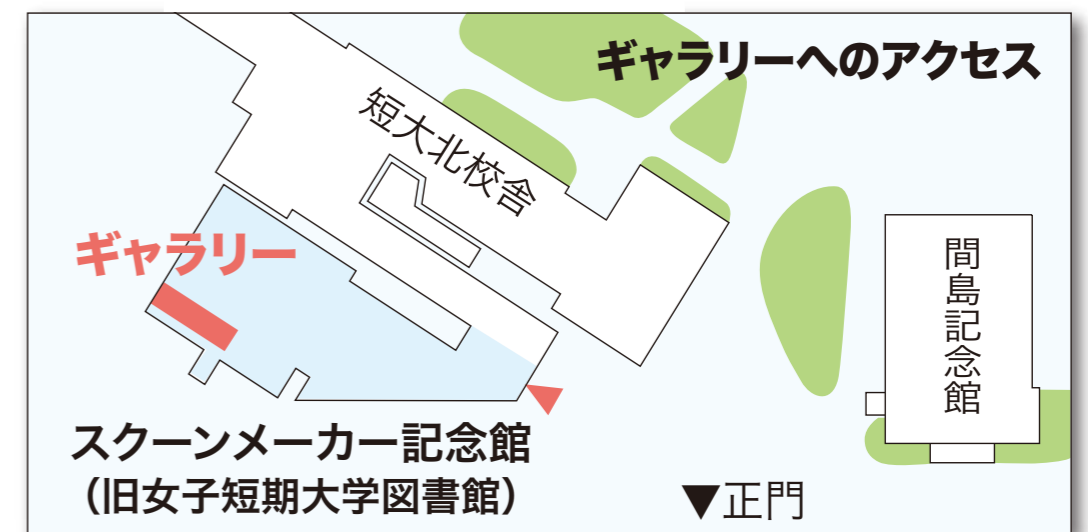 ギャラリーへのアクセス
短大北校舎
ギャラリー
間島記念館
スクーンメーカー記念館
（旧女子短期大学図書館）
▼正門